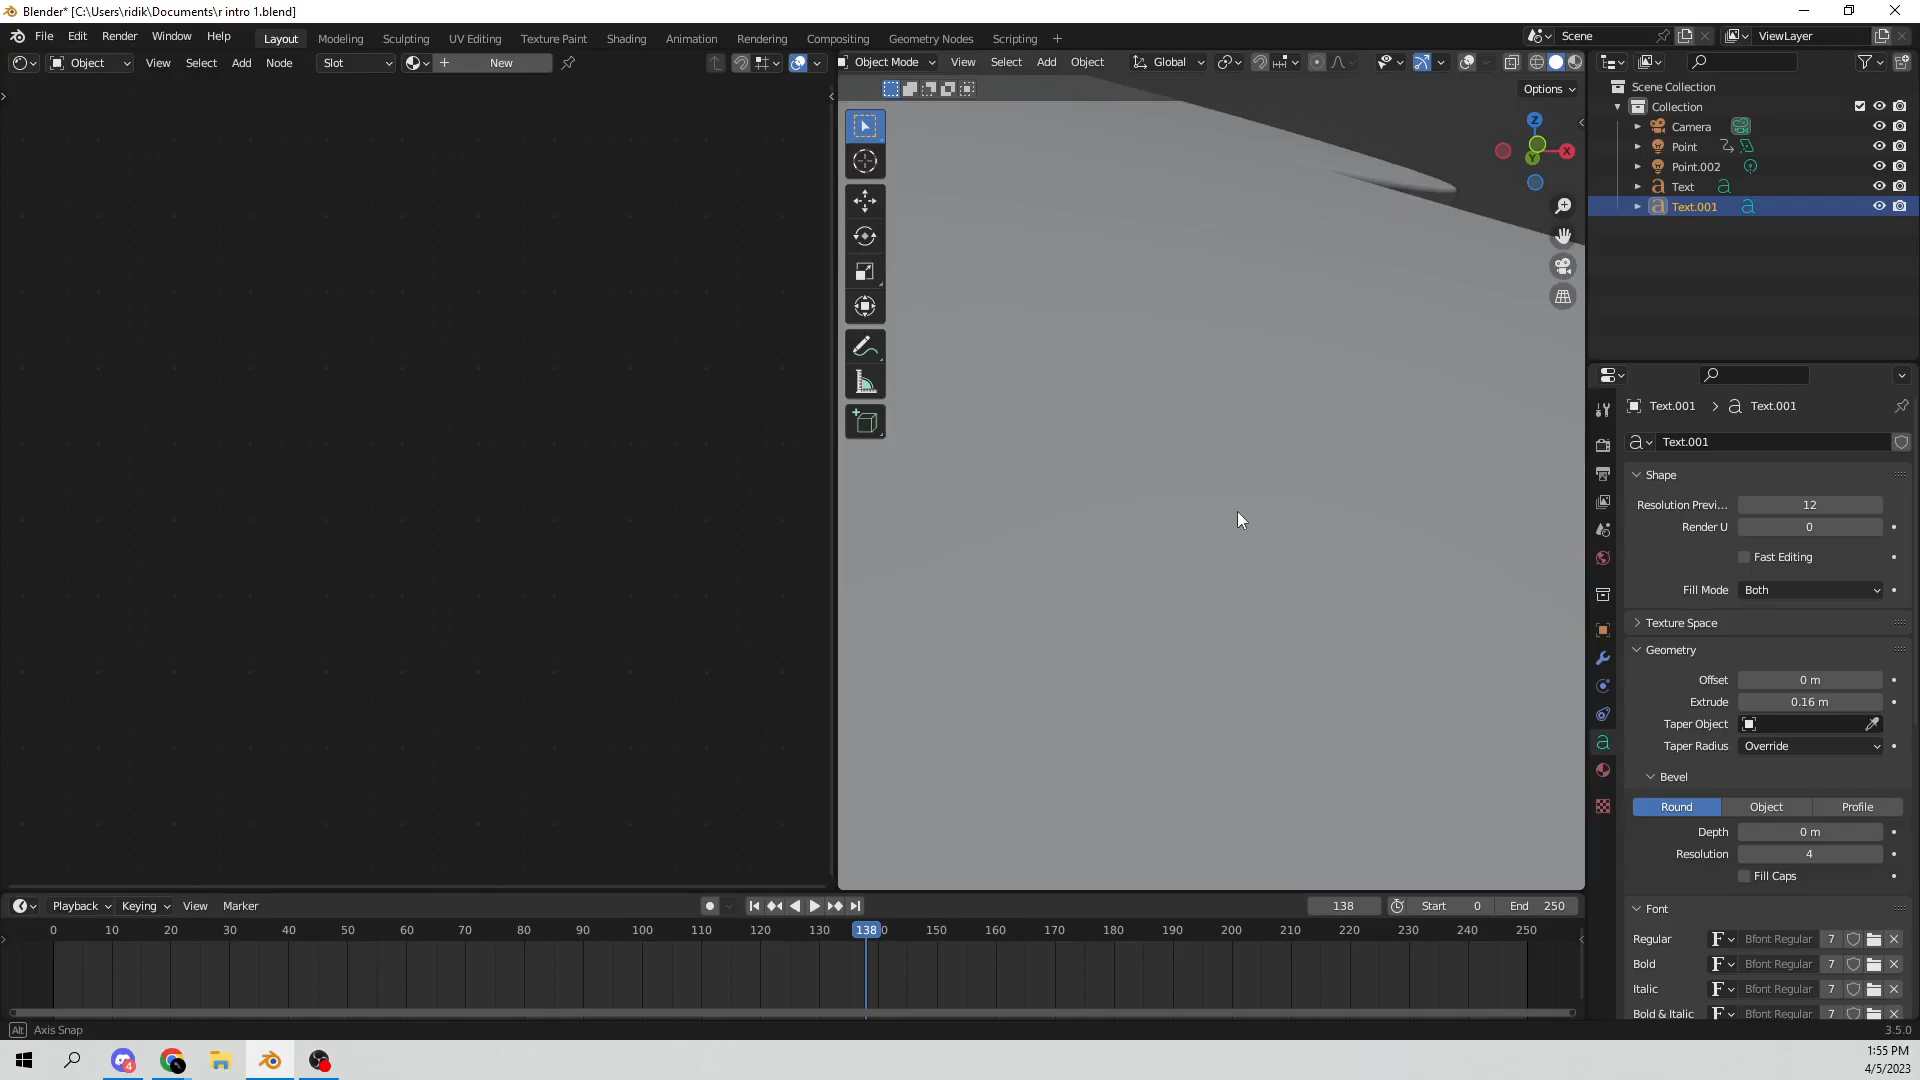 Blender* [C:\Users\ridik\Documents\r intro 1.blend]
File Edit Render Window Help Layout Modeling Sculpting UV Editing Texture Paint Shading Animation Rendering Compositing Geometry Nodes Scripting + Scene ViewLayer
Object View Select Add Node Slot New Object Mode View Select Add Object Global
Options
Scene Collection
Collection
Camera
Point
Point.002
Text
Text.001
Z
X
Y
Text.001 > Text.001
Text.001
Shape
Resolution Previ... 12
Render U 0
Fast Editing
Fill Mode Both
Texture Space
Geometry
Offset 0 m
Extrude 0.16 m
Taper Object
Taper Radius Override
Bevel
Round Object Profile
Depth 0 m
Resolution 4
Fill Caps
Font
Regular Bfont Regular 7
Bold Bfont Regular 7
Italic Bfont Regular 7
Bold & Italic Bfont Regular 7
Playback Keying View Marker 138 Start 0 End 250
0 10 20 30 40 50 60 70 80 90 100 110 120 130 138 0 150 160 170 180 190 200 210 220 230 240 250
Alt Axis Snap 3.5.0
4
1:55 PM
4/5/2023